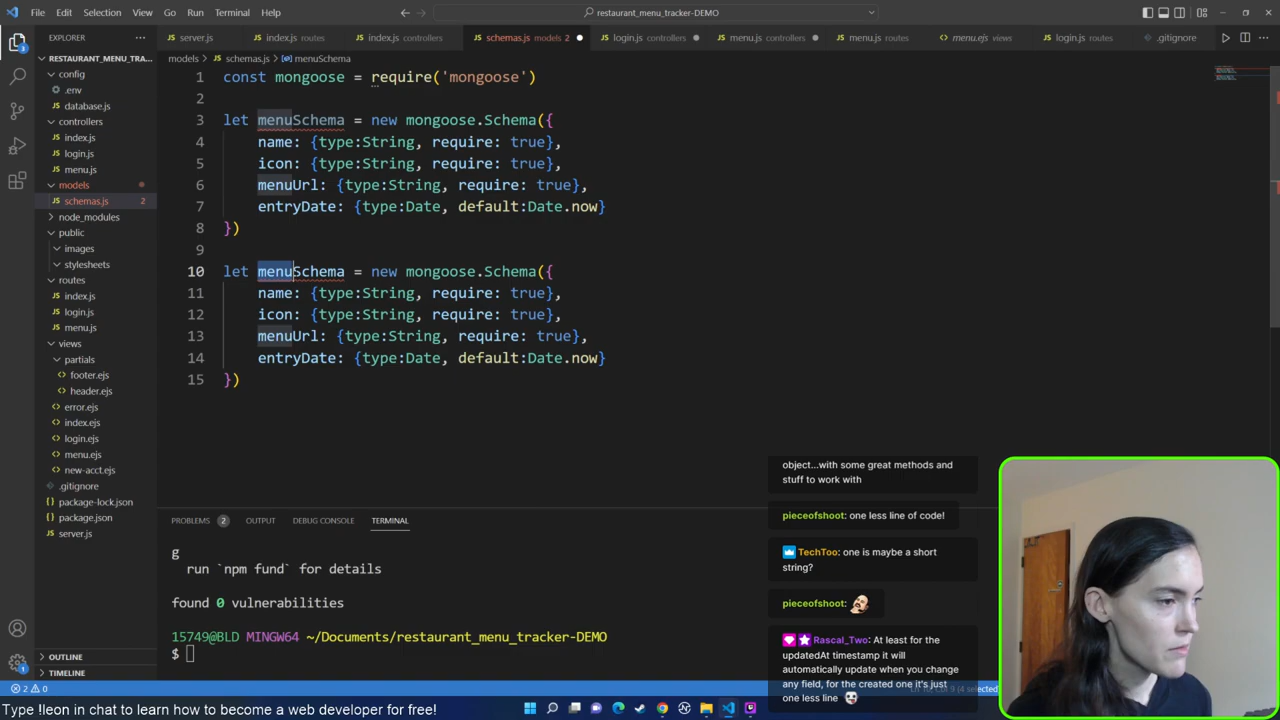 File Edit Selection View Go Run Terminal Help
restaurant_menu_tracker-DEMO
EXPLORER
server.js
index.js routes
index.js controllers
schemas.js models 2
login.js controllers
menu.js controllers
menu.js routes
menu.ejs views
login.js routes
.gitignore
RESTAURANT_MENU_TRA...
config
.env
database.js
controllers
index.js
login.js
menu.js
models
schemas.js 2
node_modules
public
images
stylesheets
routes
index.js
login.js
menu.js
views
partials
footer.ejs
header.ejs
error.ejs
index.ejs
login.ejs
menu.ejs
new-acct.ejs
.gitignore
package-lock.json
package.json
server.js
OUTLINE
TIMELINE
models > schemas.js > menuSchema
1 const mongoose = require('mongoose')
2
3 let menuSchema = new mongoose.Schema({
4 name: {type:String, require: true},
5 icon: {type:String, require: true},
6 menuUrl: {type:String, require: true},
7 entryDate: {type:Date, default:Date.now}
8 })
9
10 let menuSchema = new mongoose.Schema({
11 name: {type:String, require: true},
12 icon: {type:String, require: true},
13 menuUrl: {type:String, require: true},
14 entryDate: {type:Date, default:Date.now}
15 })
PROBLEMS 2 OUTPUT DEBUG CONSOLE TERMINAL
g
run `npm fund` for details
found 0 vulnerabilities
15749@BLD MINGW64 ~/Documents/restaurant_menu_tracker-DEMO
$
object...with some great methods and
stuff to work with
pieceofshoot: one less line of code!
TechToo: one is maybe a short
string?
pieceofshoot:
Rascal_Two: At least for the
updatedAt timestamp it will
automatically update when you change
any field, for the created one it's just
one less line
2 0
Type !leon in chat to learn how to become a web developer for free!